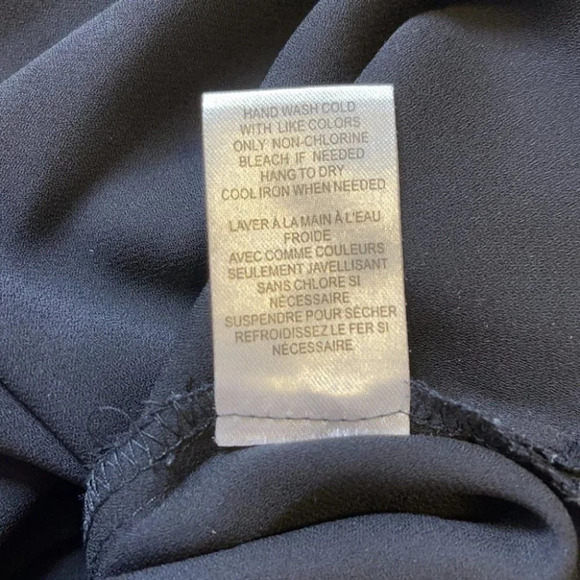 HAND WASH COLD
WITH LIKE COLORS
ONLY NON-CHLORINE
BLEACH IF NEEDED
HANG TO DRY
COOL IRON WHEN NEEDED
LAVER À LA MAIN À L'EAU
FROIDE
AVEC COMME COULEURS
SEULEMENT JAVELLISANT
SANS CHLORE SI
NÉCESSAIRE
SUSPENDRE POUR SÈCHER
REFROIDISSEZ LE FER SI
NÉCESSAIRE